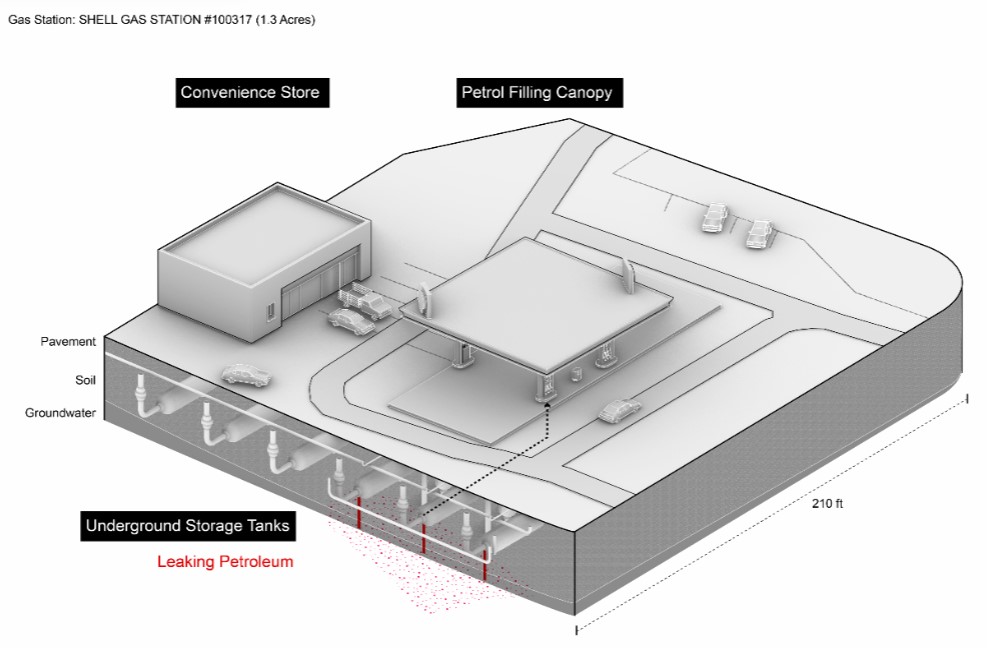 Gas Station: SHELL GAS STATION #100317 (1.3 Acres)
Convenience Store
Petrol Filling Canopy
Pavement
Soil
Groundwater
210 ft
Underground Storage Tanks
Leaking Petroleum